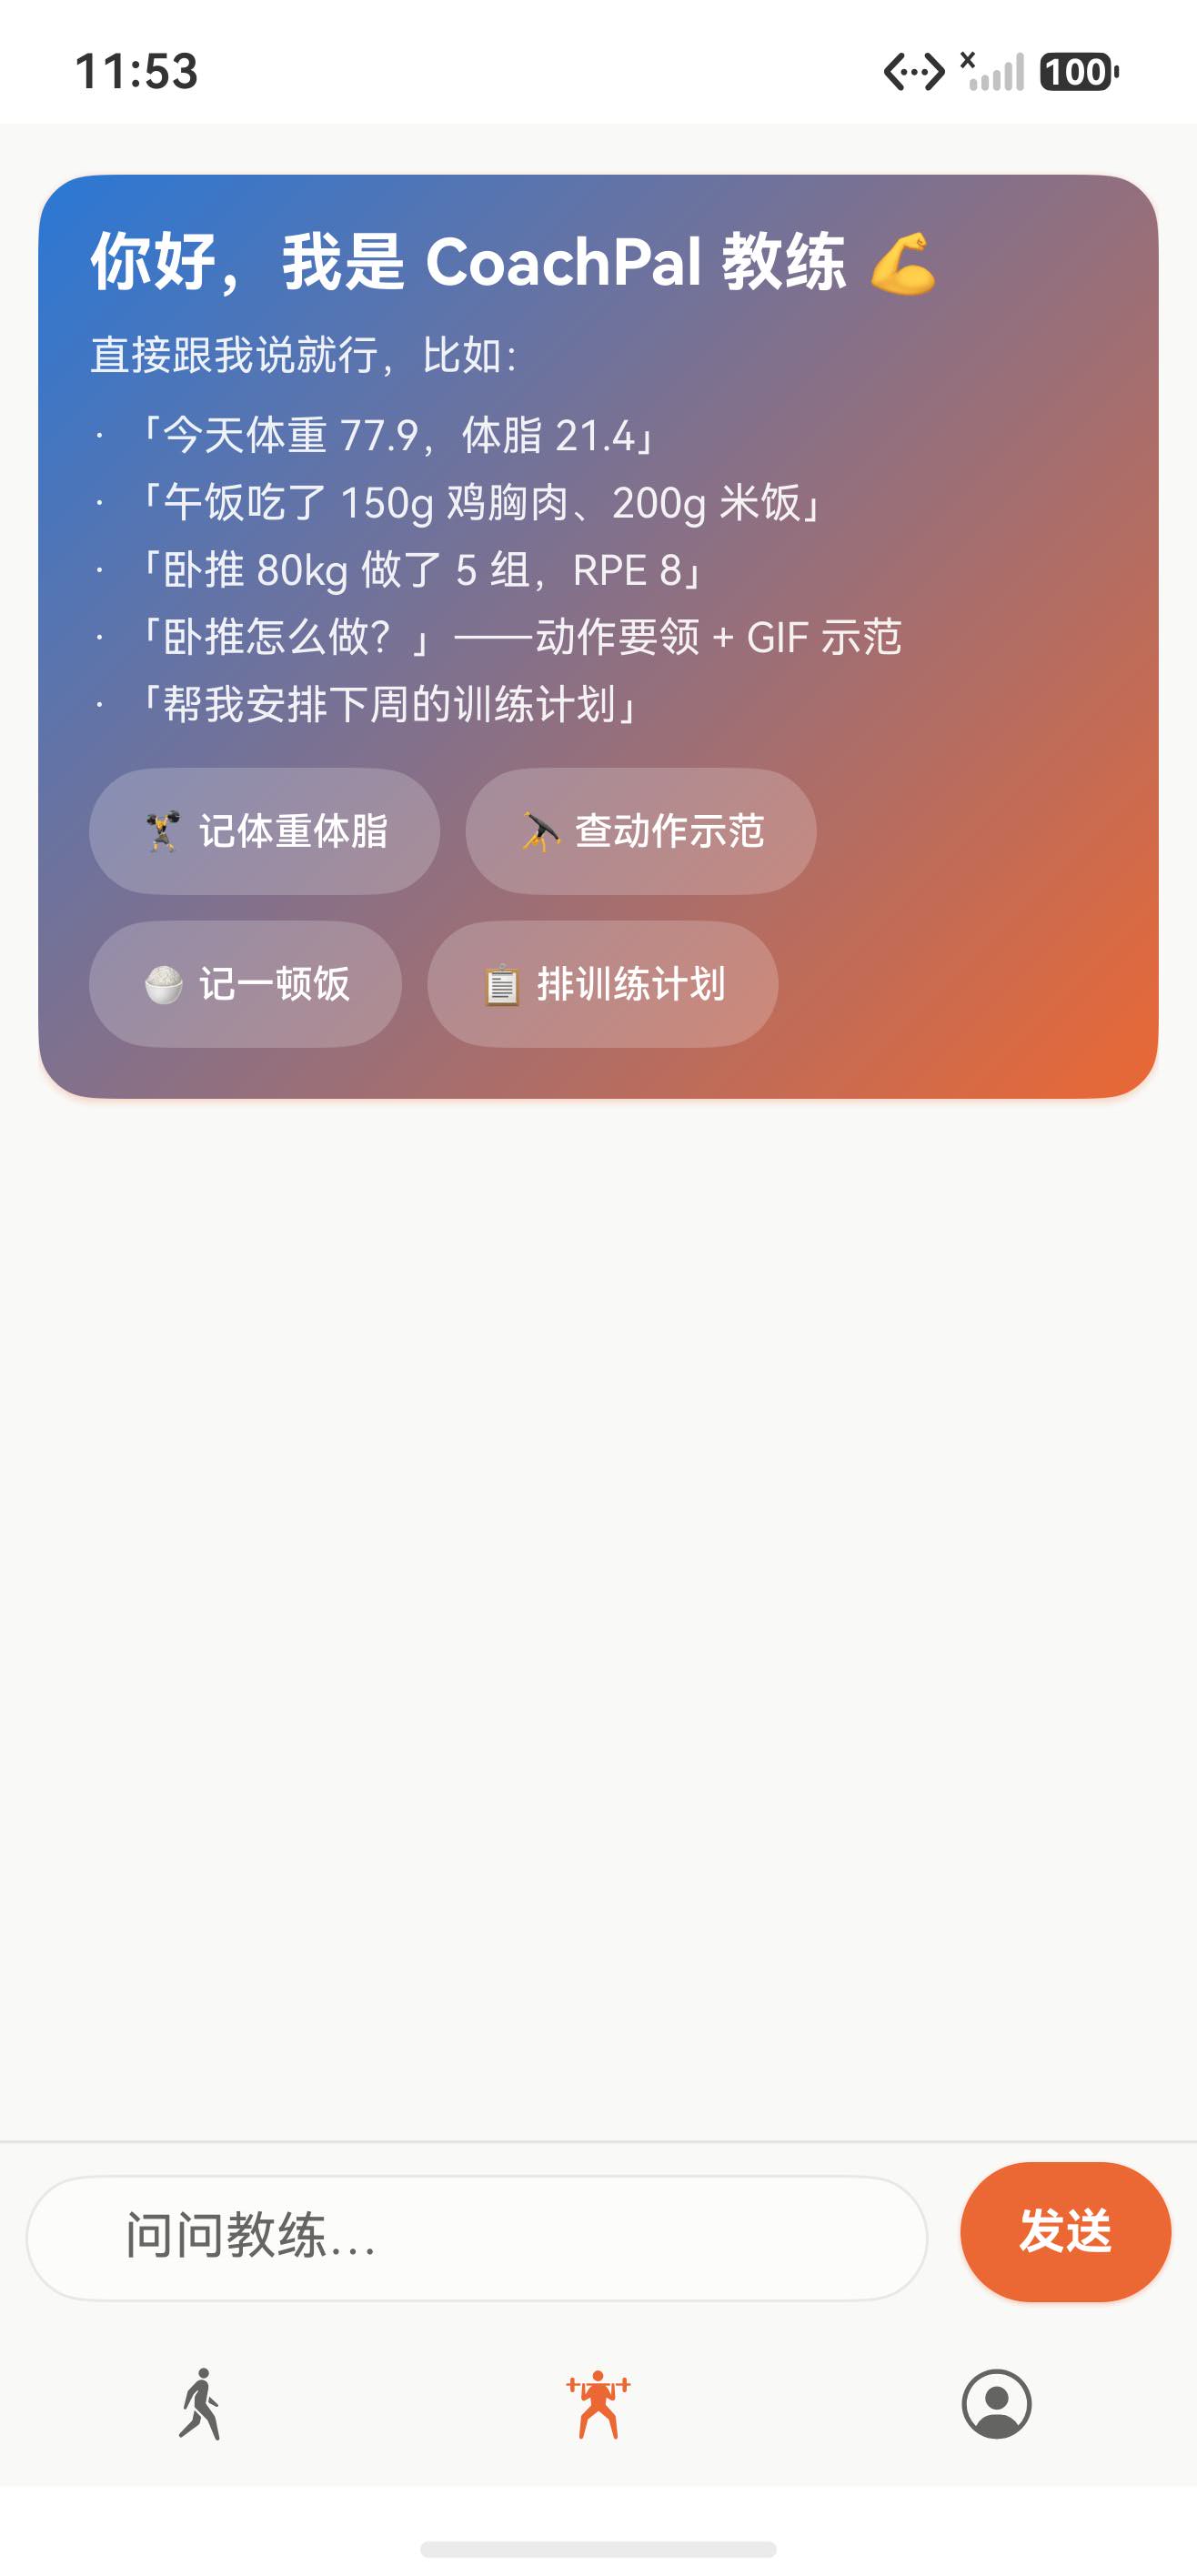 11:53
100
你好，我是 CoachPal 教练 💪
直接跟我说就行，比如：
· 「今天体重 77.9，体脂 21.4」
· 「午饭吃了 150g 鸡胸肉、200g 米饭」
· 「卧推 80kg 做了 5 组，RPE 8」
· 「卧推怎么做？」——动作要领 + GIF 示范
· 「帮我安排下周的训练计划」
记体重体脂
查动作示范
记一顿饭
排训练计划
问问教练…
发送